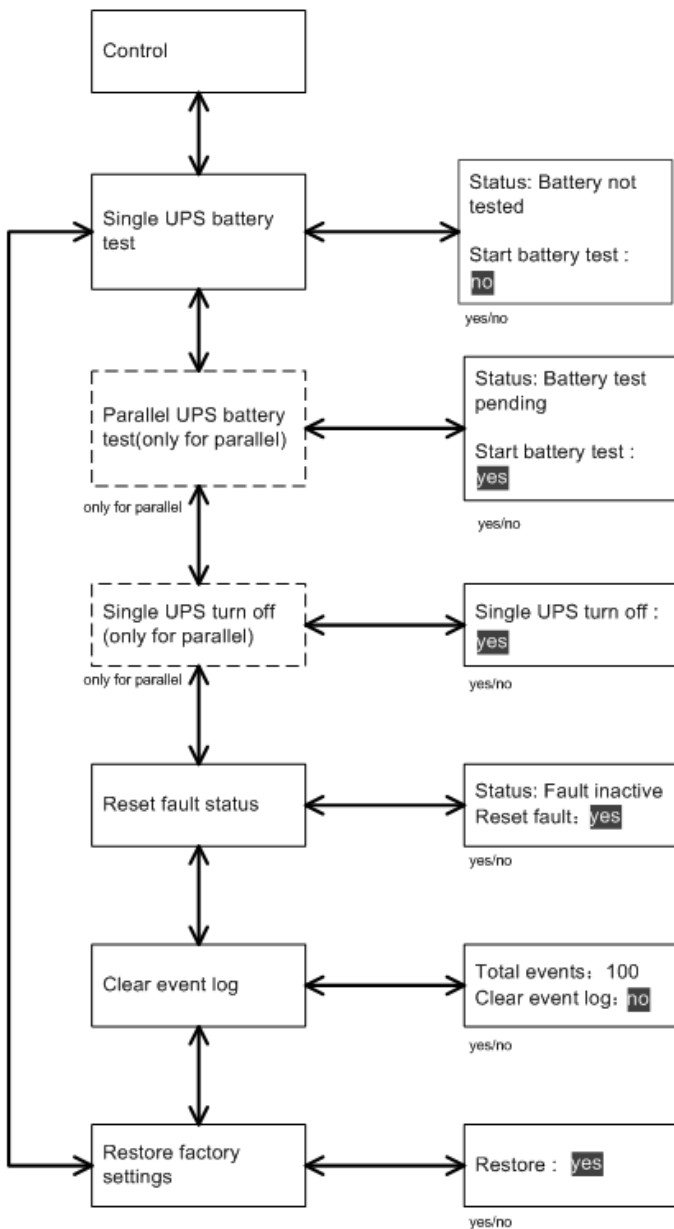 Control
Single UPS battery
test
Status: Battery not
tested
Start battery test :
no
yes/no
Parallel UPS battery
test(only for parallel)
only for parallel
Status: Battery test
pending
Start battery test :
yes
yes/no
Single UPS turn off
(only for parallel)
only for parallel
Single UPS turn off :
yes
yes/no
Reset fault status
Status: Fault inactive
Reset fault：yes
yes/no
Clear event log
Total events：100
Clear event log：no
yes/no
Restore factory
settings
Restore : yes
yes/no